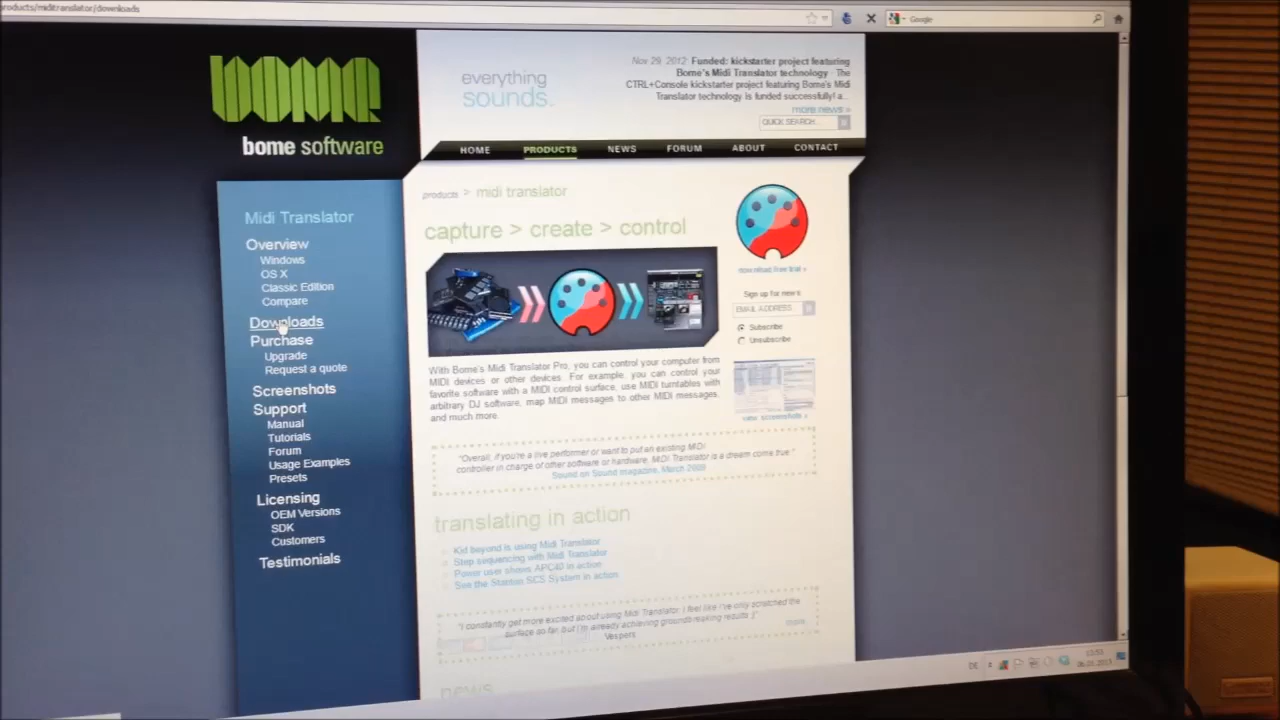 products/miditranslator/downloads
Google
bome
bome software
everything
sounds.
Nov 29, 2012: Funded: kickstarter project featuring
Bome's Midi Translator technology - The
CTRL+Console kickstarter project featuring Bome's Midi
Translator technology is funded successfully! a...
more news »
QUICK SEARCH...
HOME PRODUCTS NEWS FORUM ABOUT CONTACT
Midi Translator
Overview
Windows
OS X
Classic Edition
Compare
Downloads
Purchase
Upgrade
Request a quote
Screenshots
Support
Manual
Tutorials
Forum
Usage Examples
Presets
Licensing
OEM Versions
SDK
Customers
Testimonials
products > midi translator
capture > create > control
With Bome's Midi Translator Pro, you can control your computer from
MIDI devices or other devices. For example, you can control your
favorite software with a MIDI control surface, use MIDI turntables with
arbitrary DJ software, map MIDI messages to other MIDI messages,
and much more.
"Overall, if you're a live performer or want to put an existing MIDI
controller in charge of other software or hardware, MIDI Translator is a dream come true."
Sound on Sound magazine, March 2009
translating in action
Kid beyond is using Midi Translator
Step sequencing with Midi Translator
Power user shows APC40 in action
See the Stanton SCS System in action
"I constantly get more excited about using Midi Translator. I feel like I've only scratched the
surface so far, but I'm already achieving ground-breaking results :)"
Vespers
more...
news
download free trial »
Sign up for news:
EMAIL ADDRESS...
Subscribe
Unsubscribe
view screenshots »
DE
06.01.2013